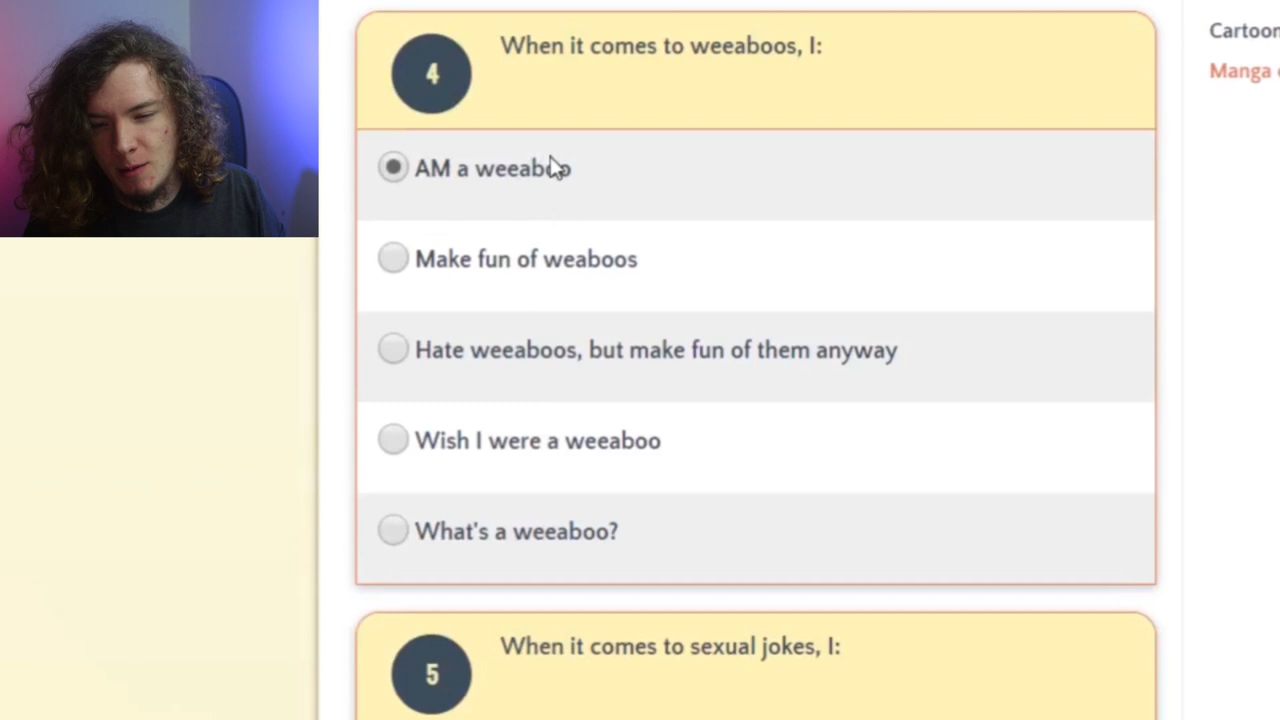 Cartoon
Manga
4
When it comes to weeaboos, I:
AM a weeaboo
Make fun of weaboos
Hate weeaboos, but make fun of them anyway
Wish I were a weeaboo
What's a weeaboo?
5
When it comes to sexual jokes, I: